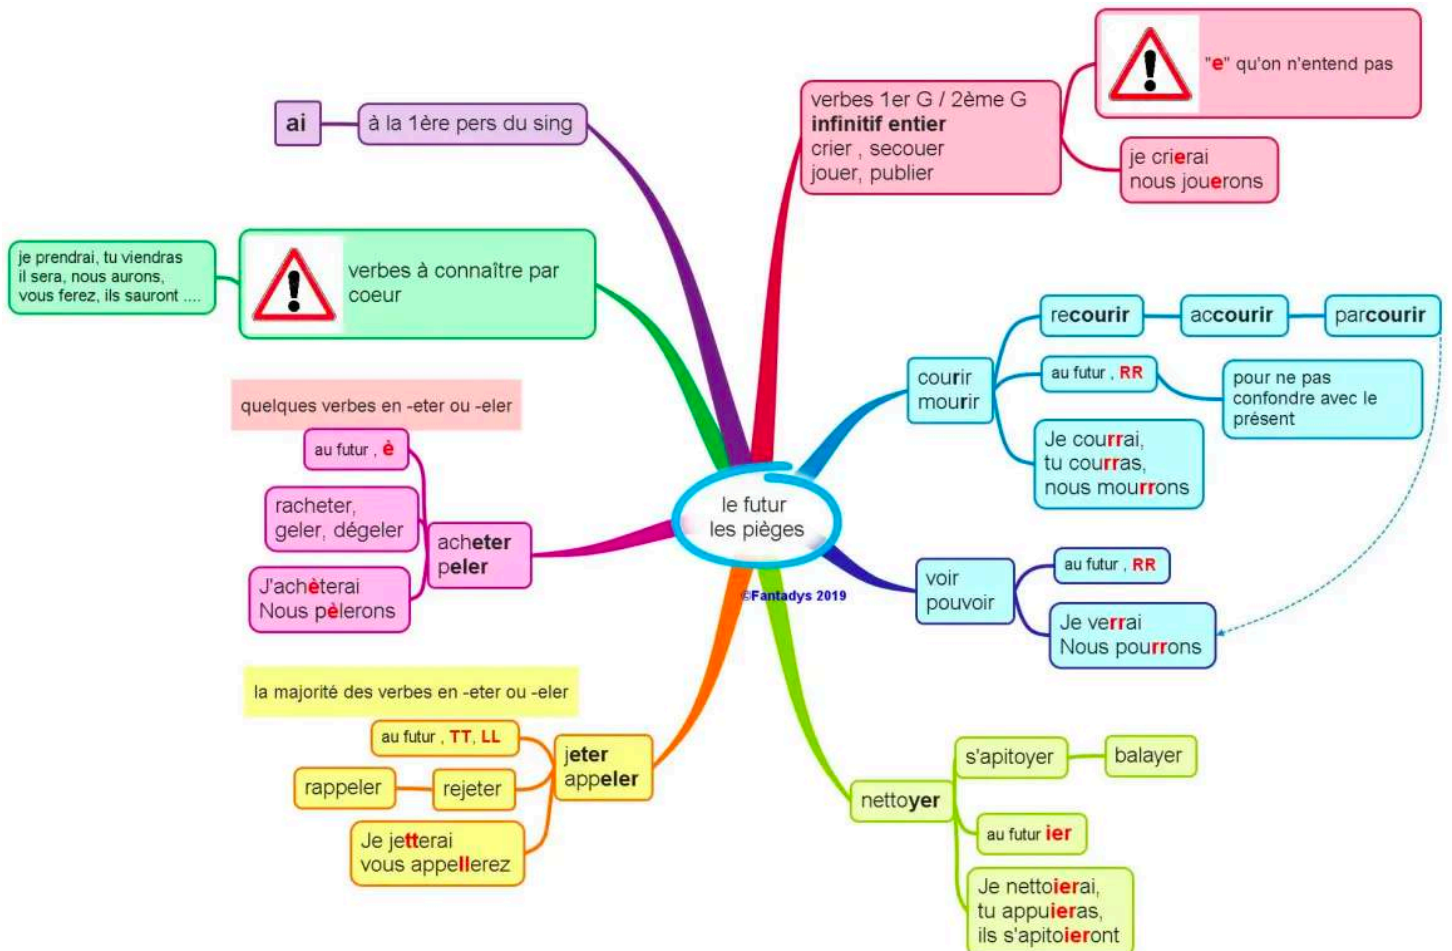 le futur
les pièges
©Fantadys 2019
verbes 1er G / 2ème G
infinitif entier
crier , secouer
jouer, publier
"e" qu'on n'entend pas
je crierai
nous jouerons
courir
mourir
recourir
accourir
parcourir
au futur , RR
pour ne pas
confondre avec le
présent
Je courrai,
tu courras,
nous mourrons
voir
pouvoir
au futur , RR
Je verrai
Nous pourrons
nettoyer
s'apitoyer
balayer
au futur ier
Je nettoierai,
tu appuieras,
ils s'apitoieront
la majorité des verbes en -eter ou -eler
jeter
appeler
au futur , TT, LL
rejeter
rappeler
Je jetterai
vous appellerez
quelques verbes en -eter ou -eler
acheter
peler
au futur , è
racheter,
geler, dégeler
J'achèterai
Nous pèlerons
verbes à connaître par
coeur
je prendrai, tu viendras
il sera, nous aurons,
vous ferez, ils sauront ....
à la 1ère pers du sing
ai